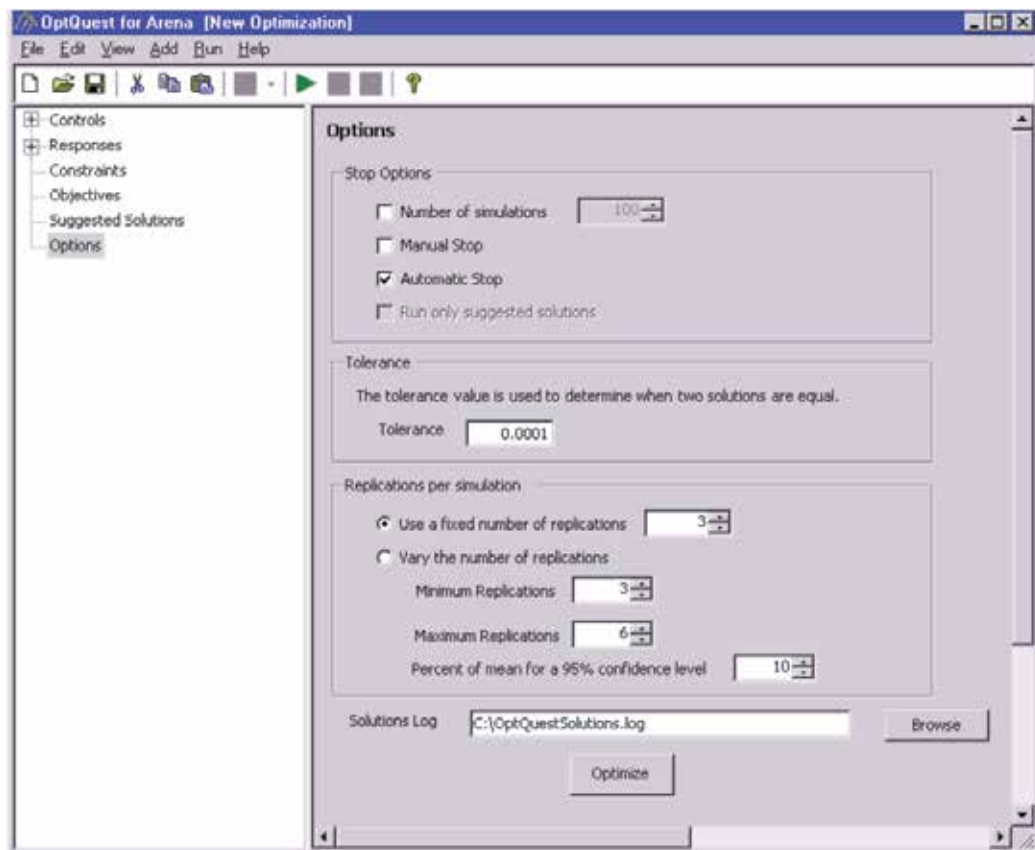 OptQuest for Arena [New Optimization]
File Edit View Add Run Help
Controls
Responses
Constraints
Objectives
Suggested Solutions
Options
Options
Stop Options
Number of simulations 100
Manual Stop
Automatic Stop
Run only suggested solutions
Tolerance
The tolerance value is used to determine when two solutions are equal.
Tolerance 0.0001
Replications per simulation
Use a fixed number of replications 3
Vary the number of replications
Minimum Replications 3
Maximum Replications 6
Percent of mean for a 95% confidence level 10
Solutions Log C:\OptQuestSolutions.log Browse
Optimize